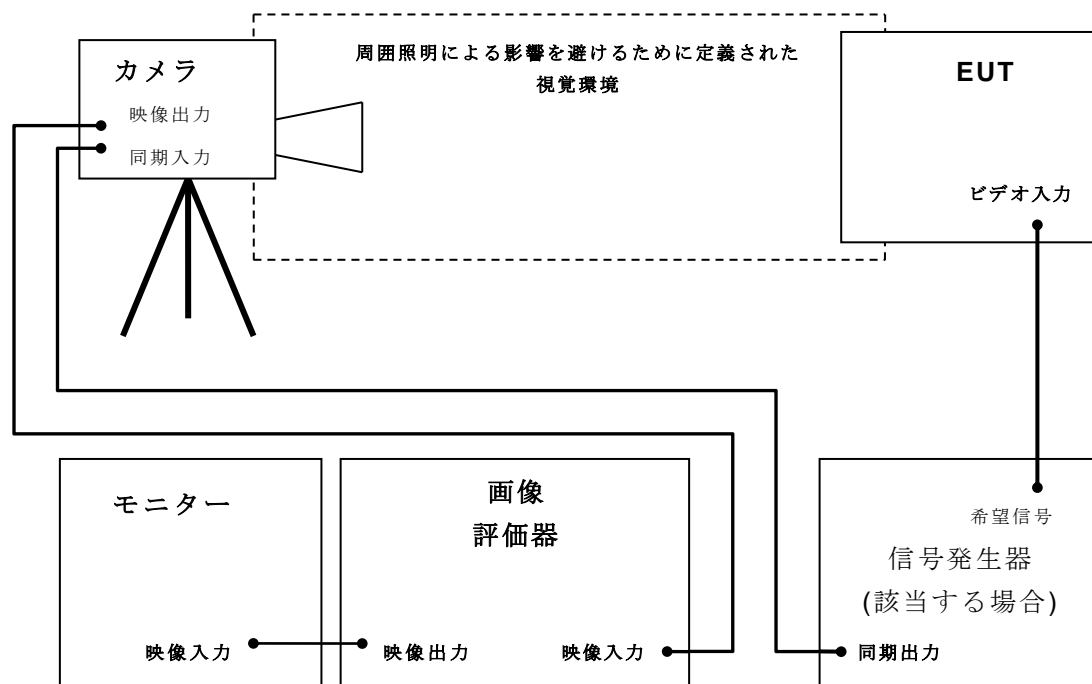 周囲照明による影響を避けるために定義された
視覚環境
カメラ
映像出力
同期入力
EUT
ビデオ入力
モニター
映像入力
画像
評価器
映像出力
映像入力
希望信号
信号発生器
(該当する場合)
同期出力